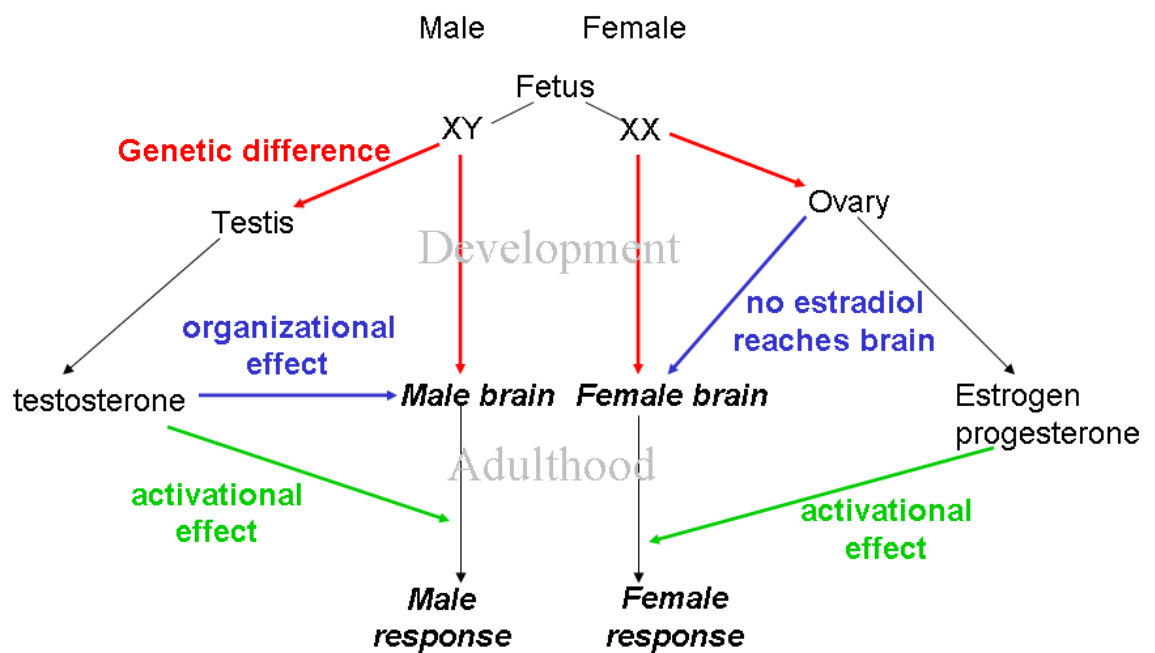 Male Female
Fetus
XY XX
Genetic difference
Testis Ovary
Development
organizational
effect
no estradiol
reaches brain
testosterone Male brain Female brain Estrogen
progesterone
Adulthood
activational
effect
activational
effect
Male
response
Female
response